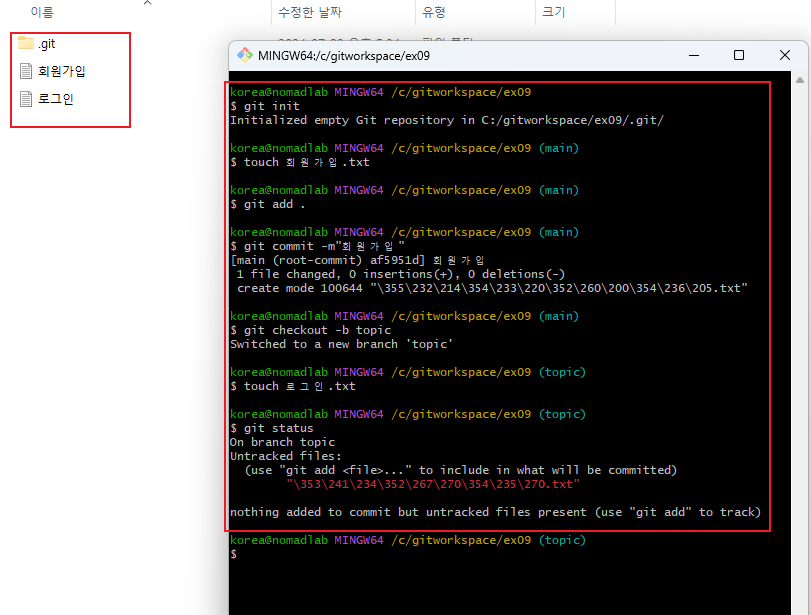 이름 수정한 날짜 유형 크기
.git
회원가입
로그인
MINGW64:/c/gitworkspace/ex09
korea@nomadlab MINGW64 /c/gitworkspace/ex09
$ git init
Initialized empty Git repository in C:/gitworkspace/ex09/.git/
korea@nomadlab MINGW64 /c/gitworkspace/ex09 (main)
$ touch 회원가입.txt
korea@nomadlab MINGW64 /c/gitworkspace/ex09 (main)
$ git add .
korea@nomadlab MINGW64 /c/gitworkspace/ex09 (main)
$ git commit -m"회원가입"
[main (root-commit) af5951d] 회원가입
 1 file changed, 0 insertions(+), 0 deletions(-)
 create mode 100644 "\355\232\214\354\233\220\352\260\200\354\236\205.txt"
korea@nomadlab MINGW64 /c/gitworkspace/ex09 (main)
$ git checkout -b topic
Switched to a new branch 'topic'
korea@nomadlab MINGW64 /c/gitworkspace/ex09 (topic)
$ touch 로그인.txt
korea@nomadlab MINGW64 /c/gitworkspace/ex09 (topic)
$ git status
On branch topic
Untracked files:
  (use "git add <file>..." to include in what will be committed)
        "\353\241\234\352\267\270\354\235\270.txt"
nothing added to commit but untracked files present (use "git add" to track)
korea@nomadlab MINGW64 /c/gitworkspace/ex09 (topic)
$